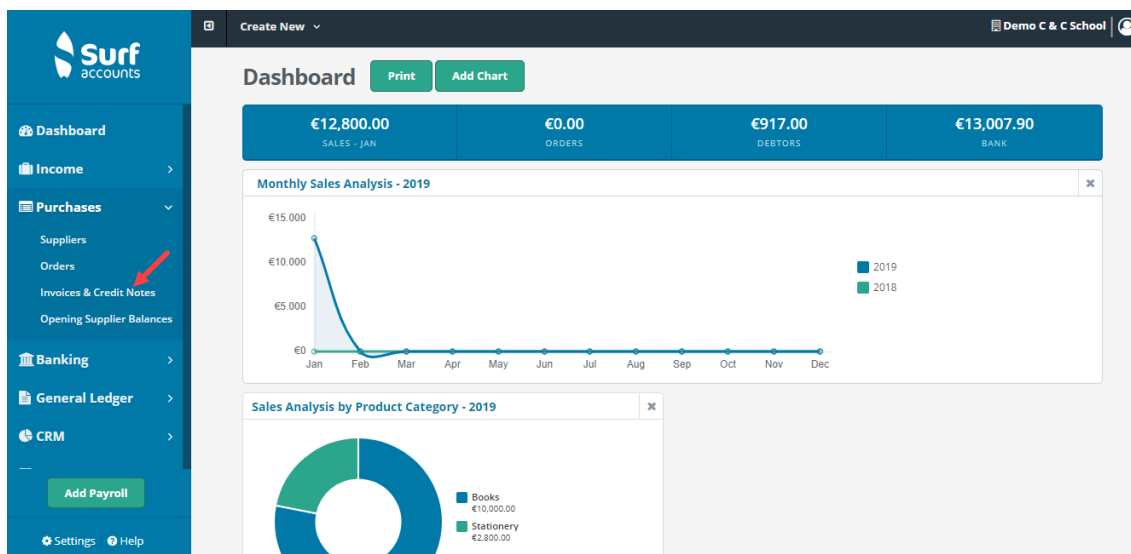 Surf
accounts
Create New
Demo C & C School
Dashboard
Income
Purchases
Suppliers
Orders
Invoices & Credit Notes
Opening Supplier Balances
Banking
General Ledger
CRM
Add Payroll
Settings Help
Dashboard Print Add Chart
€12,800.00 €0.00 €917.00 €13,007.90
SALES - JAN ORDERS DEBTORS BANK
Monthly Sales Analysis - 2019
€15.000
€10.000
€5.000
€0
Jan Feb Mar Apr May Jun Jul Aug Sep Oct Nov Dec
2019
2018
Sales Analysis by Product Category - 2019
Books
€10,000.00
Stationery
€2,800.00